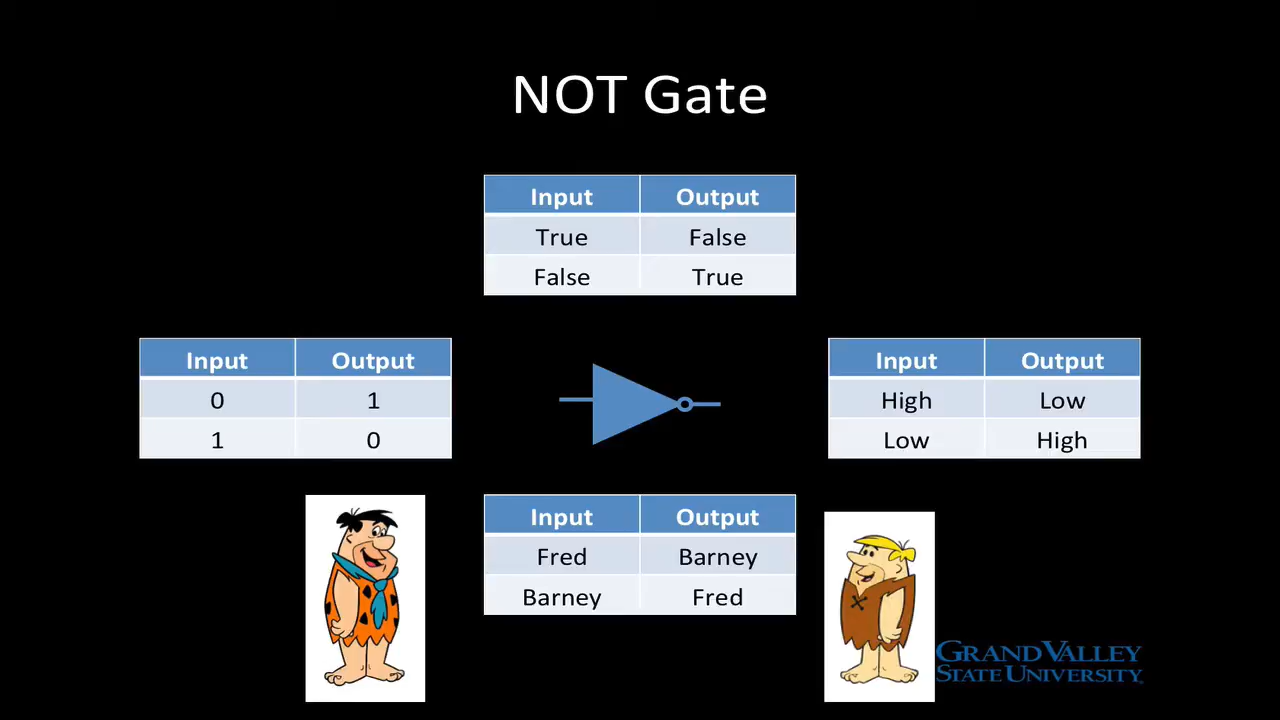 NOT Gate
Input Output
True False
False True
Input Output
0 1
1 0
Input Output
High Low
Low High
Input Output
Fred Barney
Barney Fred
GRAND VALLEY
STATE UNIVERSITY